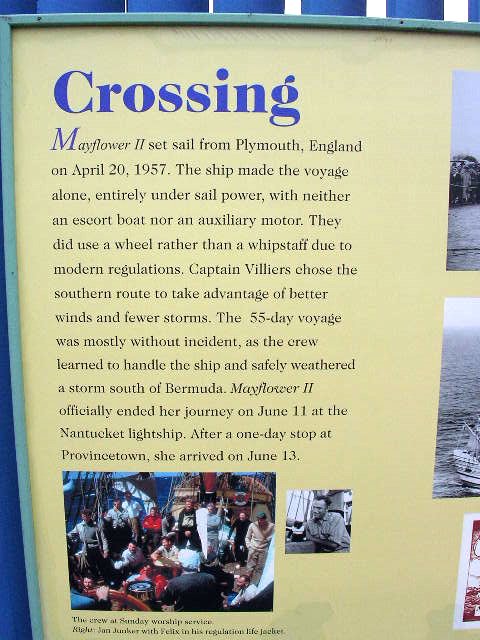 Crossing
Mayflower II set sail from Plymouth, England
on April 20, 1957. The ship made the voyage
alone, entirely under sail power, with neither
an escort boat nor an auxiliary motor. They
did use a wheel rather than a whipstaff due to
modern regulations. Captain Villiers chose the
southern route to take advantage of better
winds and fewer storms. The 55-day voyage
was mostly without incident, as the crew
learned to handle the ship and safely weathered
a storm south of Bermuda. Mayflower II
officially ended her journey on June 11 at the
Nantucket lightship. After a one-day stop at
Provincetown, she arrived on June 13.
The crew at Sunday worship service.
Right: Jan Junker with Felix in his regulation life jacket.